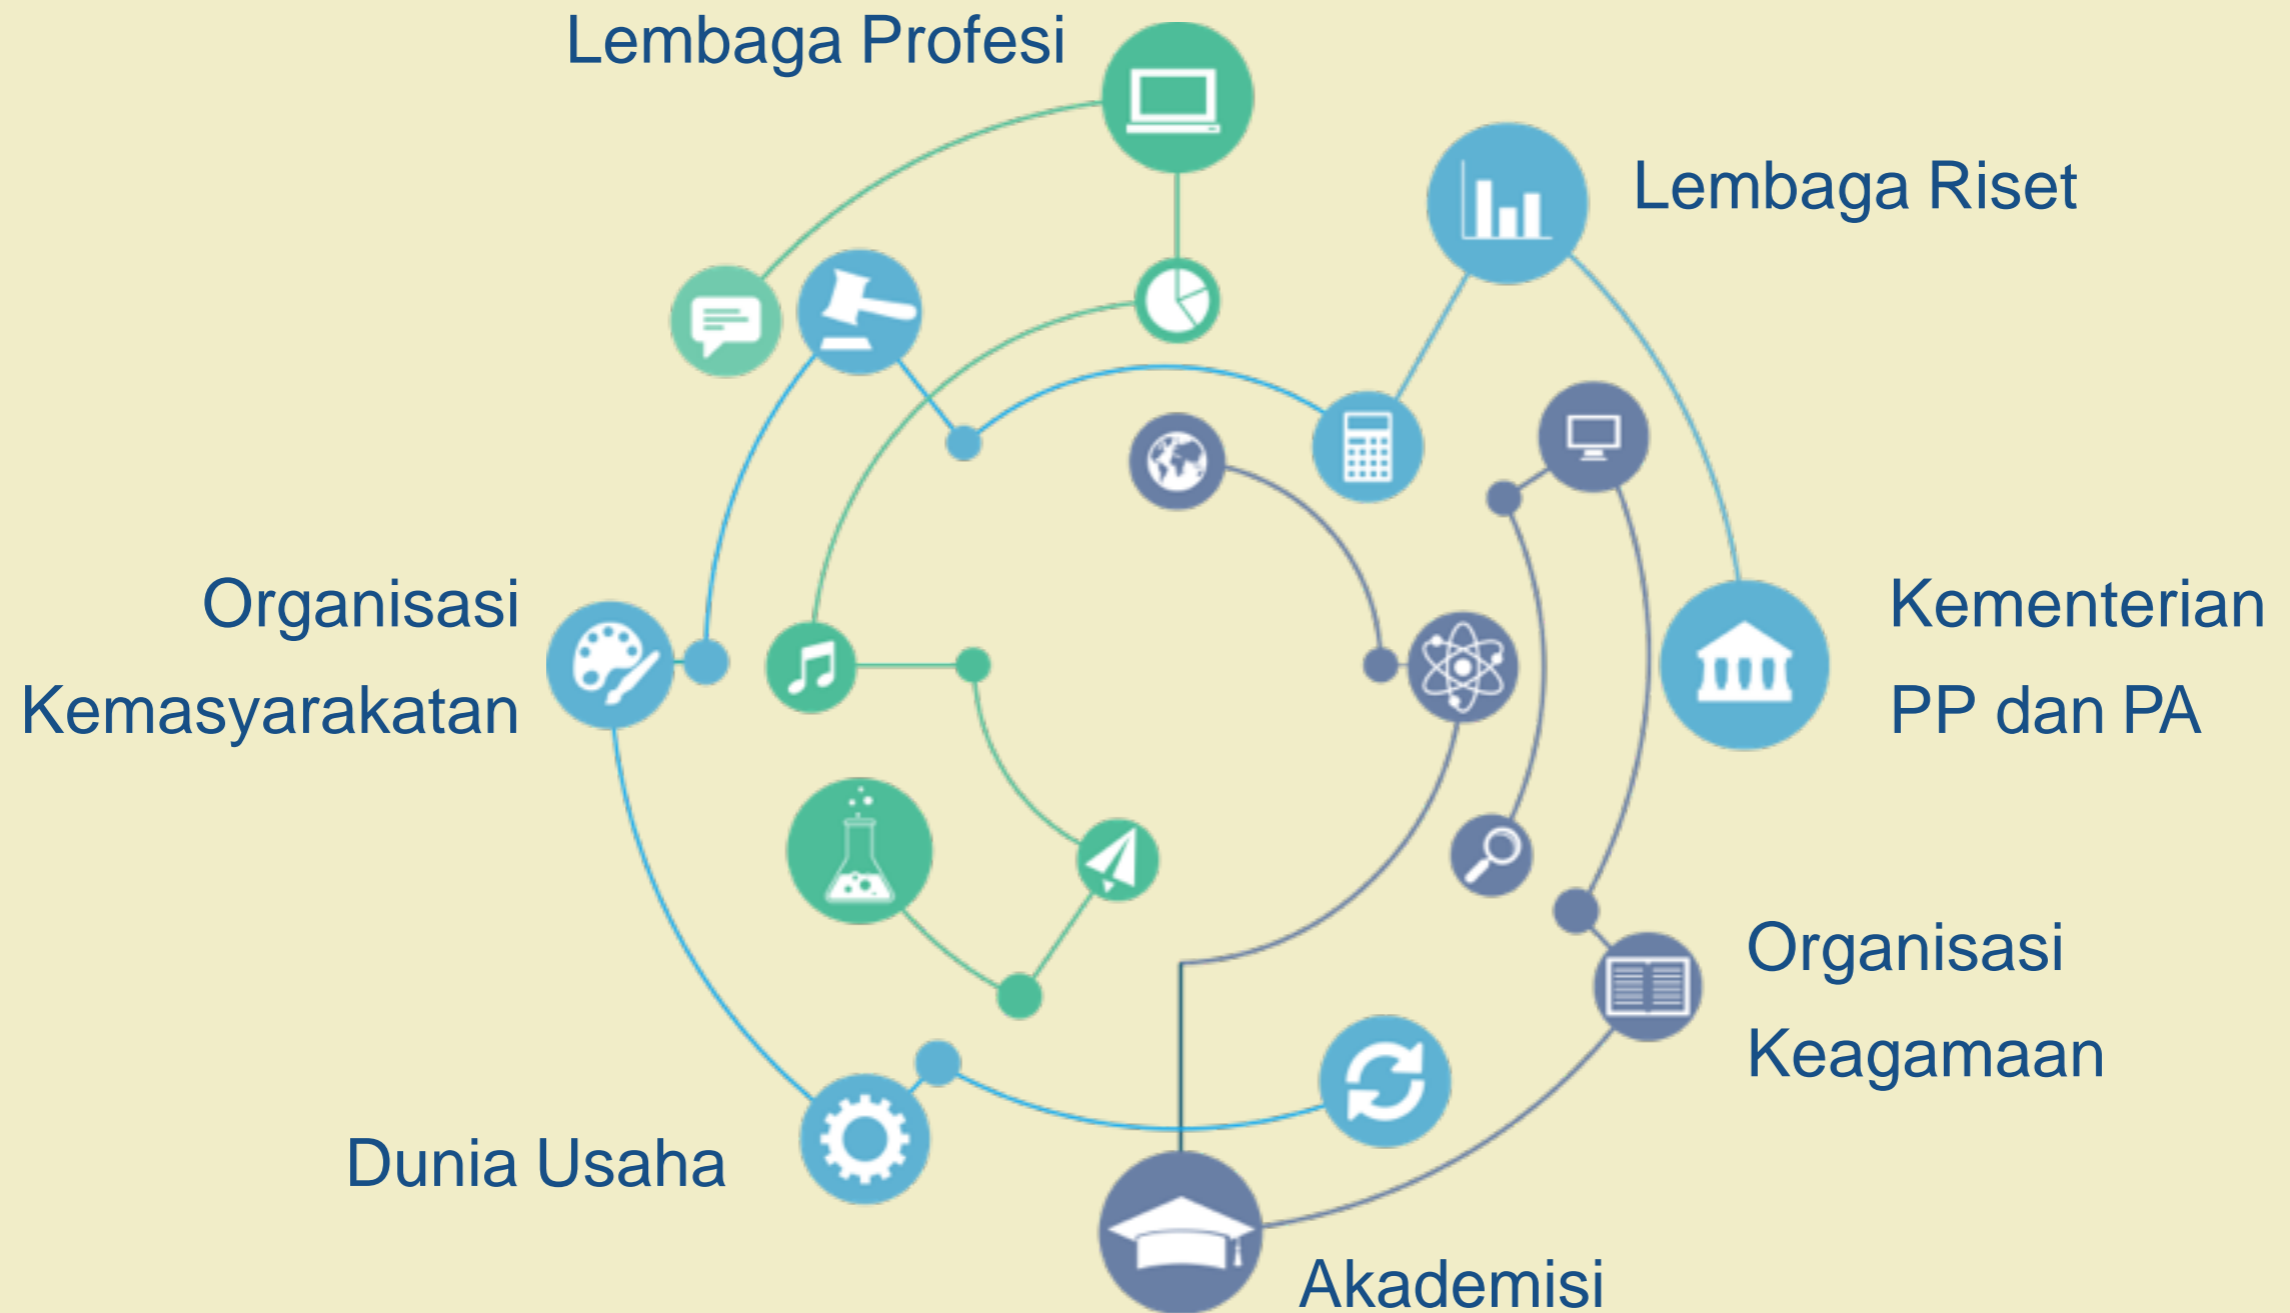 Lembaga Profesi
Lembaga Riset
Organisasi
Kemasyarakatan
Kementerian
PP dan PA
Organisasi
Keagamaan
Dunia Usaha
Akademisi